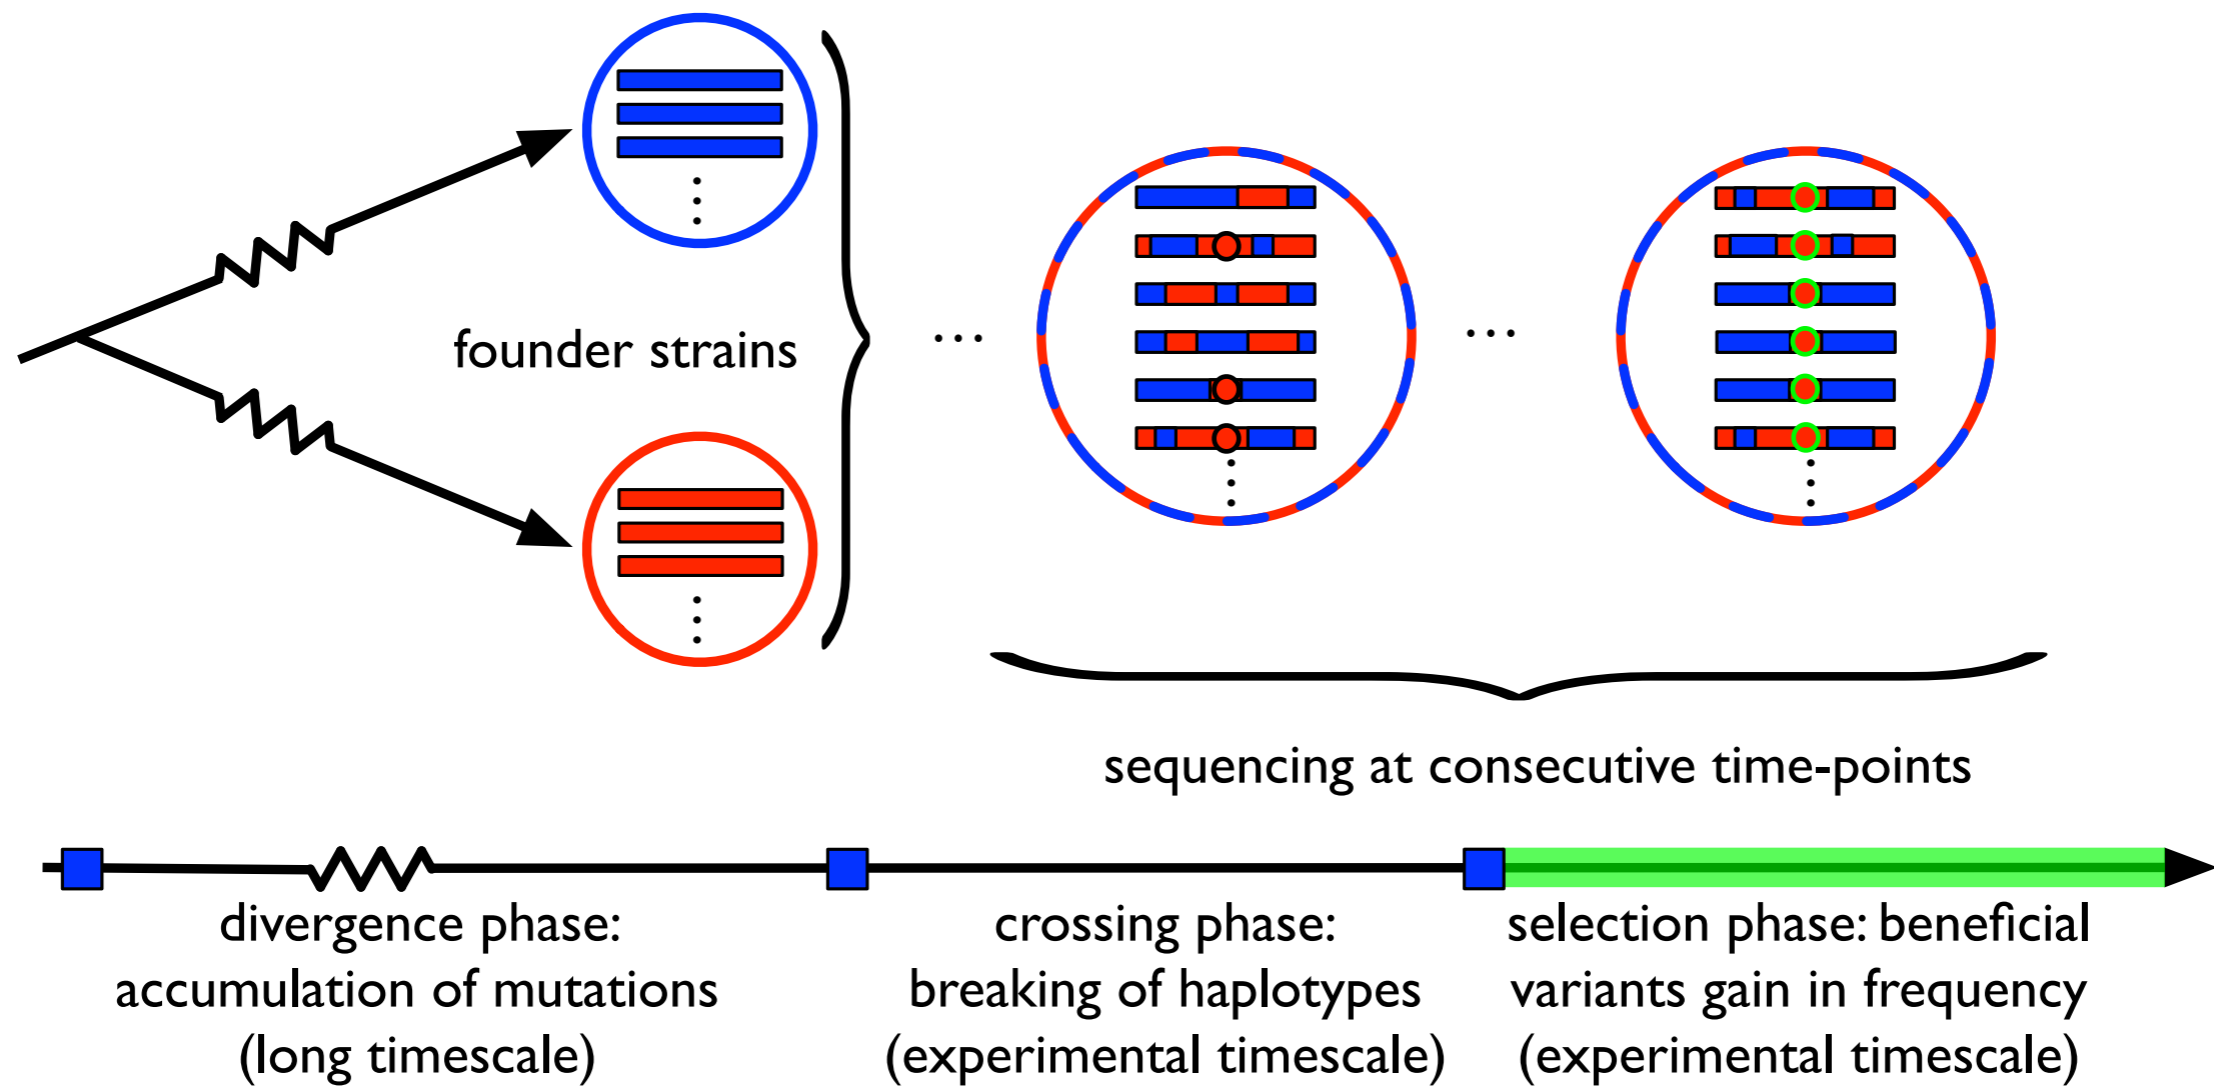 founder strains
...
...
sequencing at consecutive time-points
divergence phase:
accumulation of mutations
(long timescale)
crossing phase:
breaking of haplotypes
(experimental timescale)
selection phase: beneficial
variants gain in frequency
(experimental timescale)